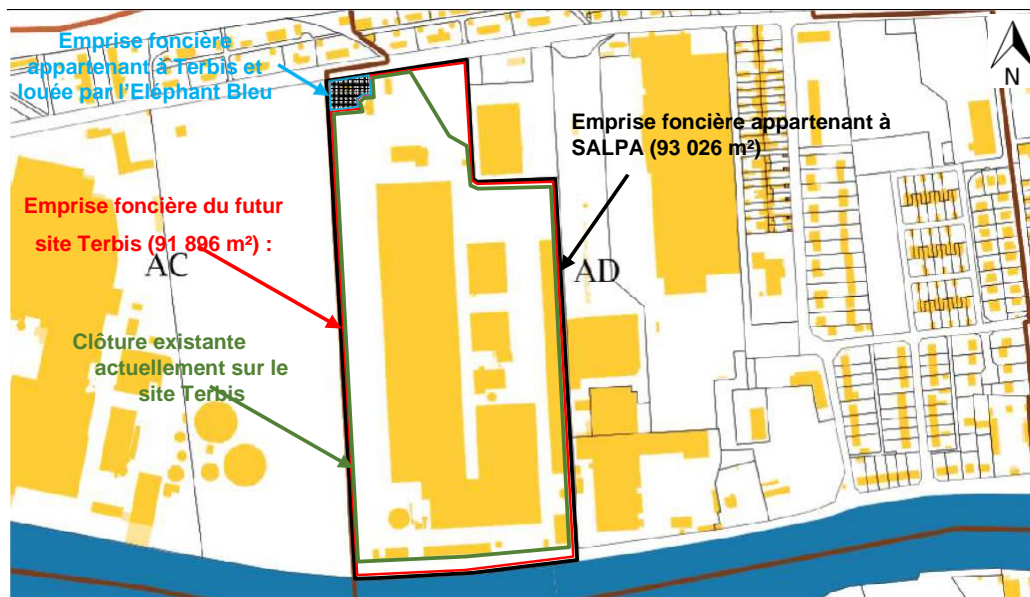 Emprise foncière
appartenant à Terbis et
louée par l'Eléphant Bleu
N
Emprise foncière appartenant à
SALPA (93 026 m²)
Emprise foncière du futur
site Terbis (91 896 m²) :
AC
AD
Clôture existante
actuellement sur le
site Terbis